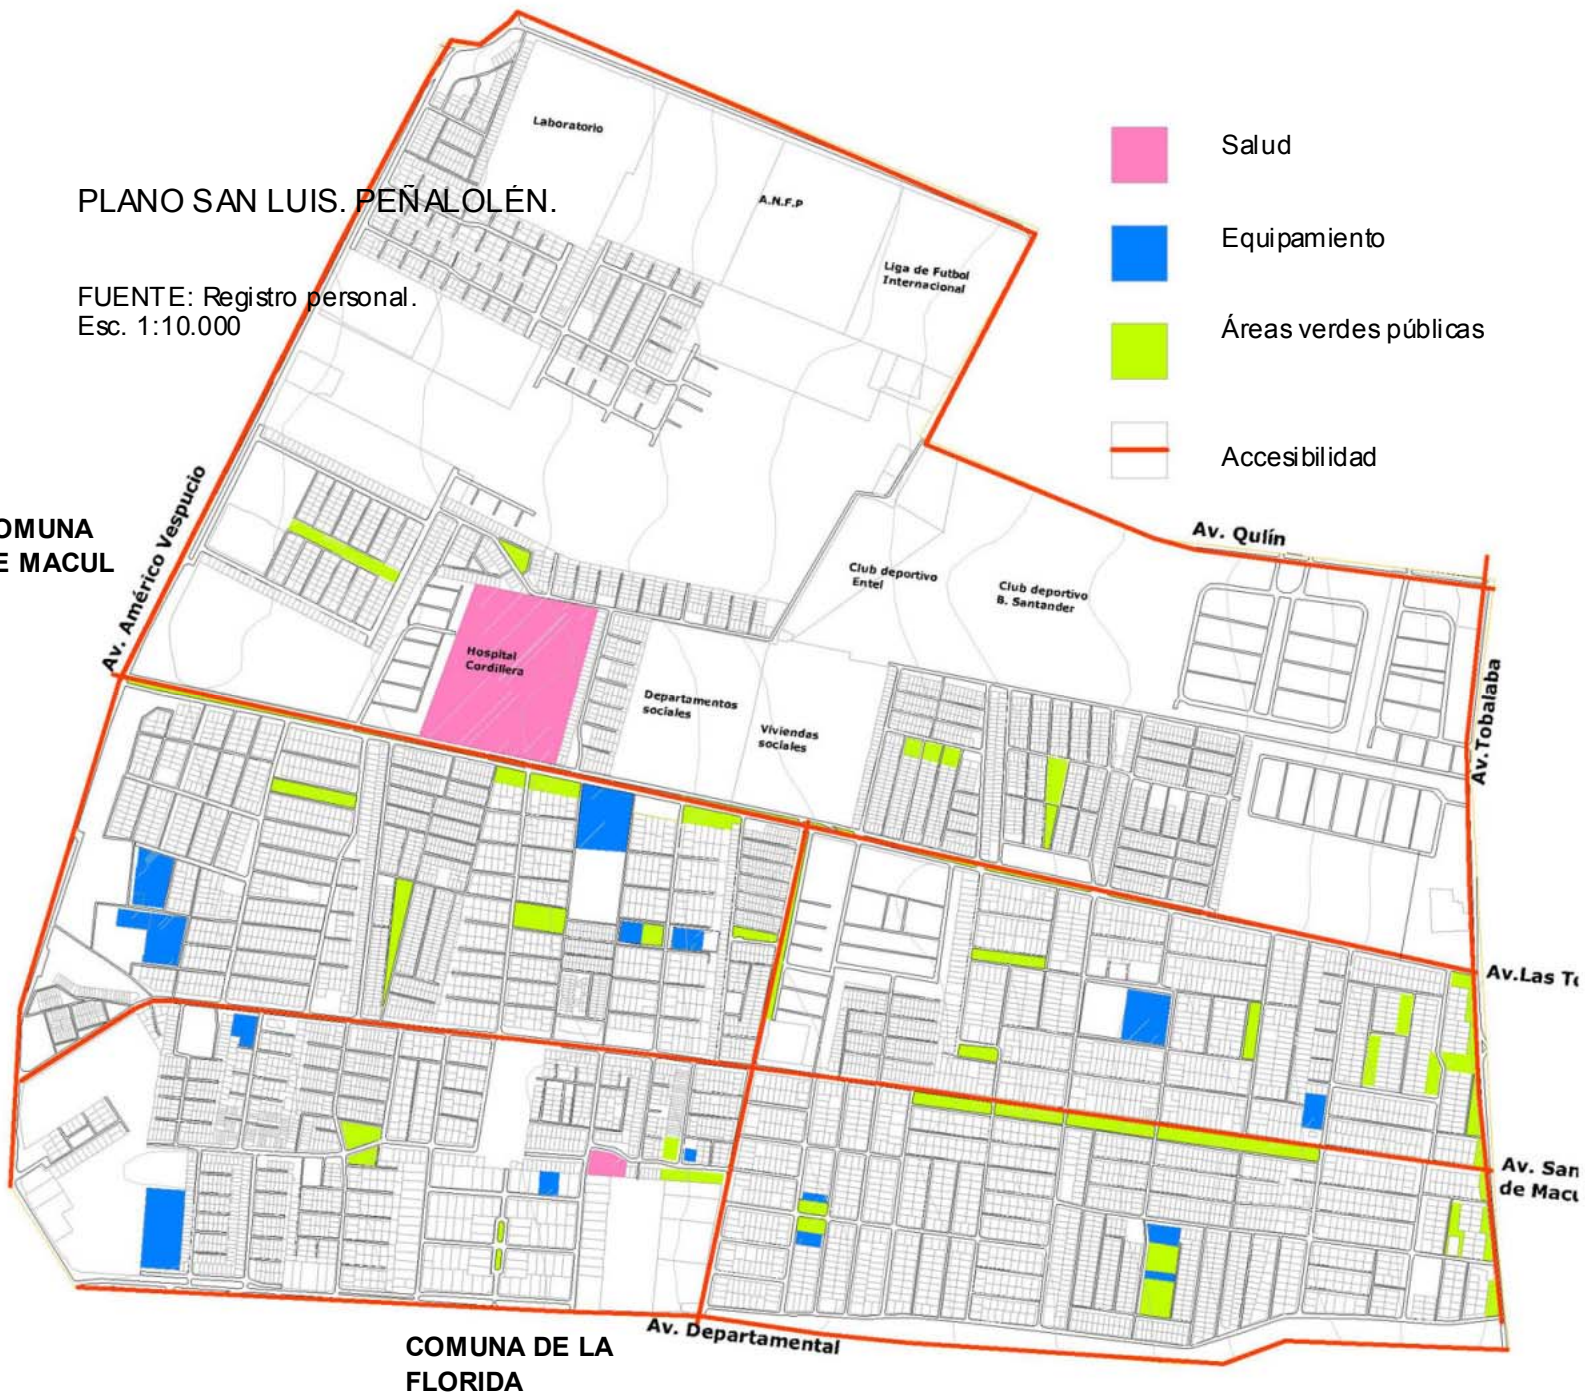 Laboratorio
A.N.F.P
Liga de Futbol
Internacional
PLANO SAN LUIS. PEÑALOLÉN.
FUENTE: Registro personal.
Esc. 1:10.000
Salud
Equipamiento
Áreas verdes públicas
Accesibilidad
OMUNA
E MACUL
Av. Américo Vespucio
Av. Qulín
Club deportivo
Entel
Club deportivo
B. Santander
Hospital
Cordillera
Departamentos
sociales
Viviendas
sociales
Av.Tobalaba
Av.Las T
Av. San
de Macu
Av. Departamental
COMUNA DE LA
FLORIDA